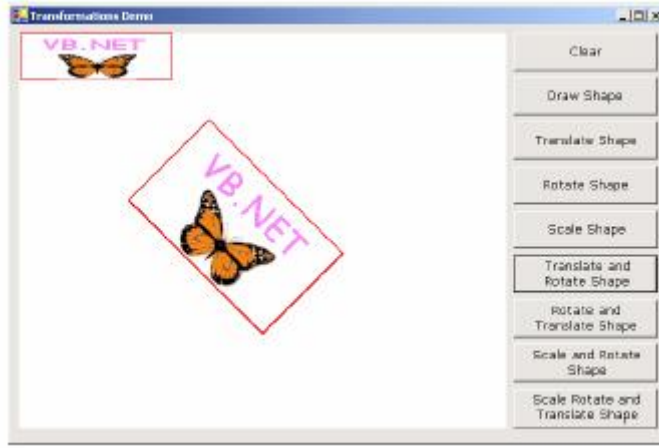 Transformations Demo
VB.NET
VB.NET
Clear
Draw Shape
Translate Shape
Rotate Shape
Scale Shape
Translate and
Rotate Shape
Rotate and
Translate Shape
Scale and Rotate
Shape
Scale Rotate and
Translate Shape